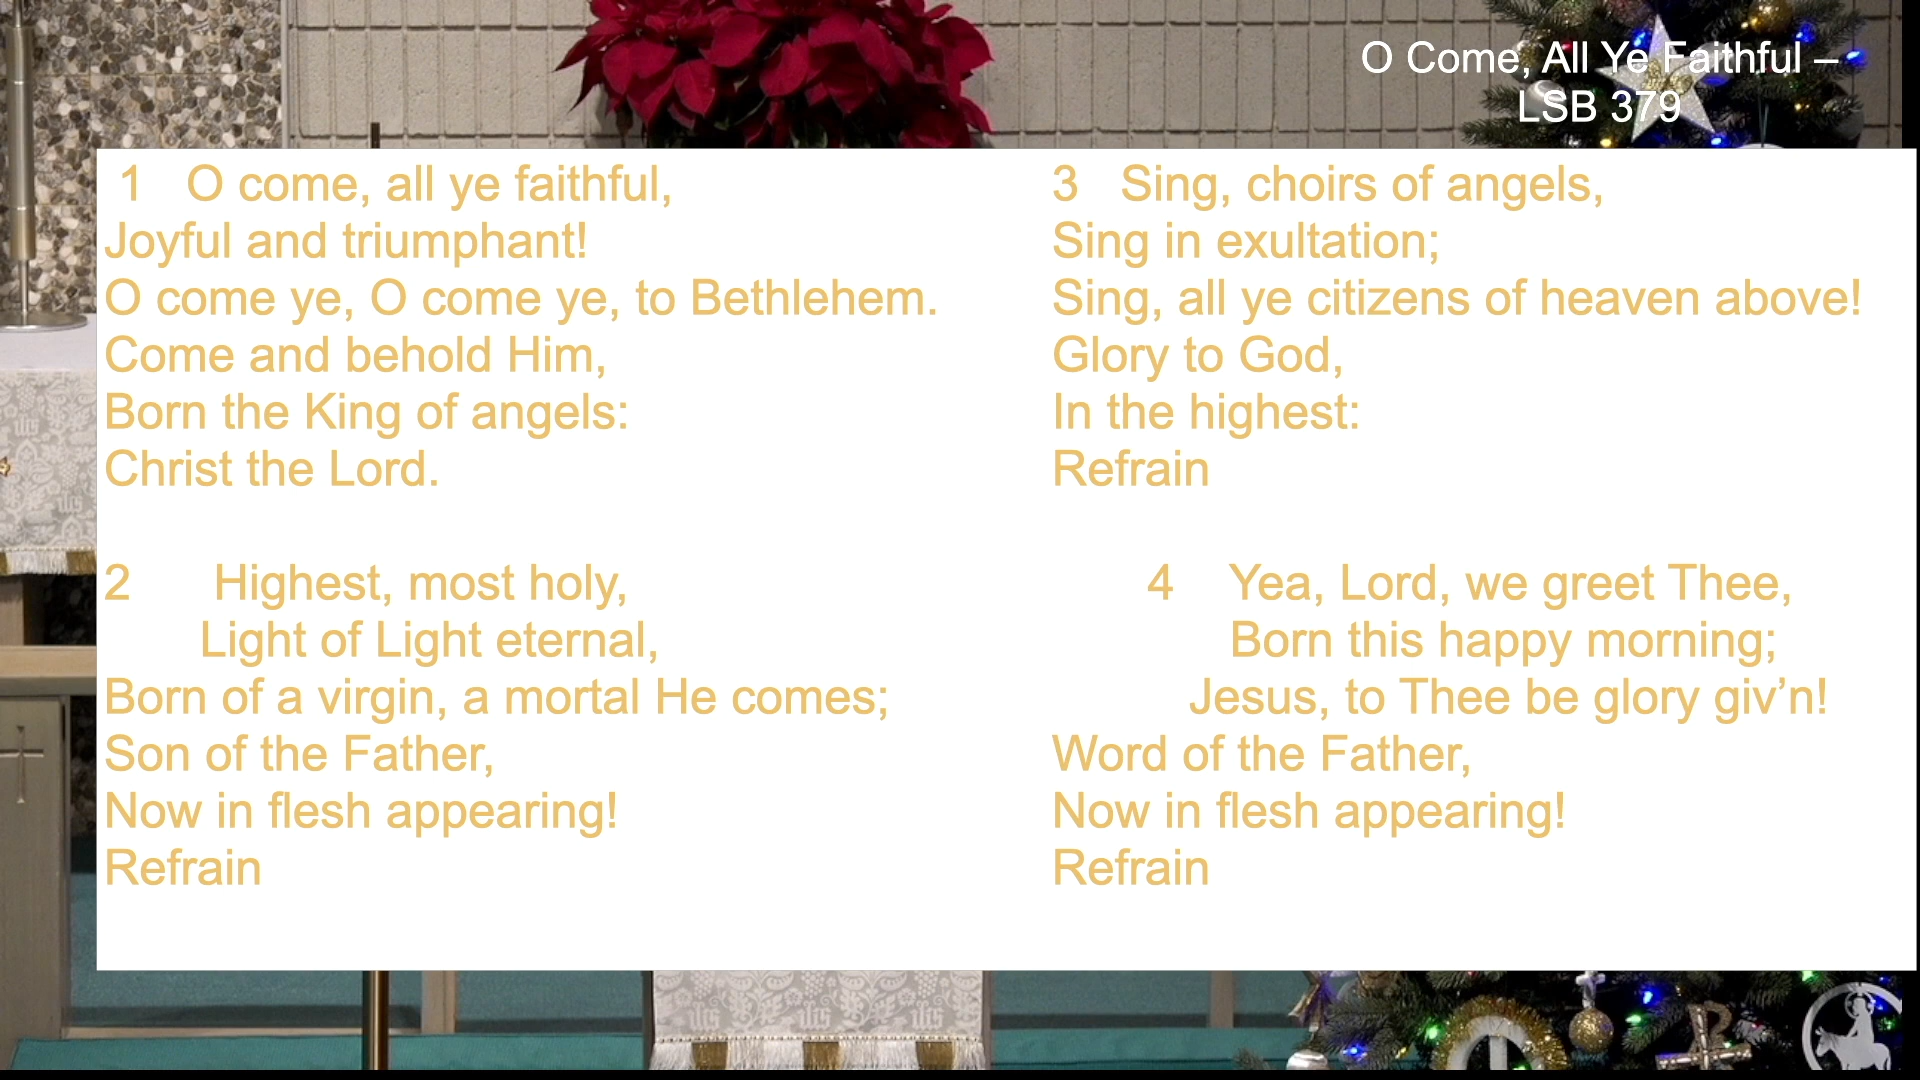 O Come, All Ye Faithful –
LSB 379
1 O come, all ye faithful,
Joyful and triumphant!
O come ye, O come ye, to Bethlehem.
Come and behold Him,
Born the King of angels:
Christ the Lord.
2 Highest, most holy,
Light of Light eternal,
Born of a virgin, a mortal He comes;
Son of the Father,
Now in flesh appearing!
Refrain
3 Sing, choirs of angels,
Sing in exultation;
Sing, all ye citizens of heaven above!
Glory to God,
In the highest:
Refrain
4 Yea, Lord, we greet Thee,
Born this happy morning;
Jesus, to Thee be glory giv’n!
Word of the Father,
Now in flesh appearing!
Refrain